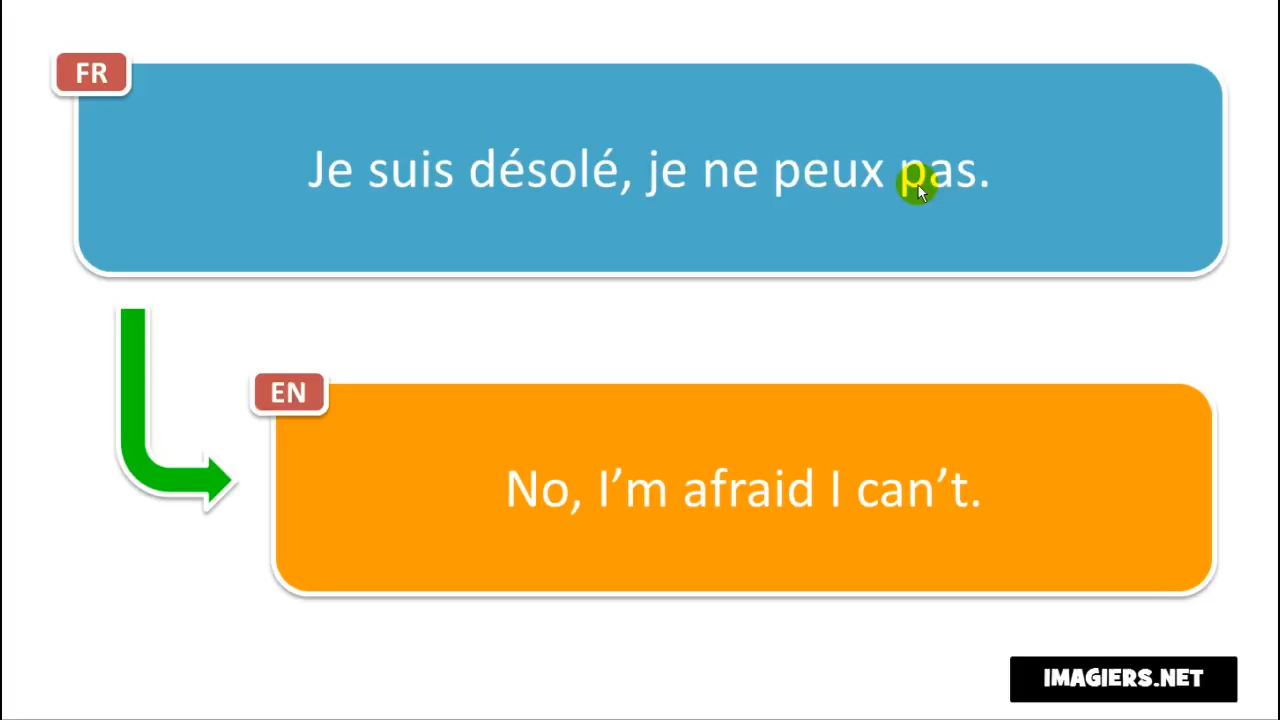 FR
Je suis désolé, je ne peux pas.
EN
No, I’m afraid I can’t.
IMAGIERS.NET